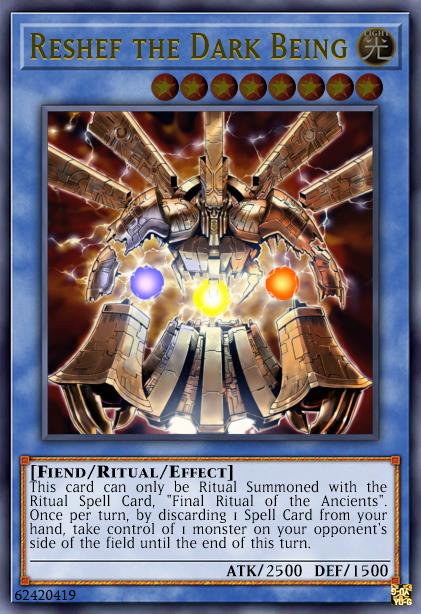 Reshef the Dark Being
LIGHT
光
[Fiend/Ritual/Effect]
This card can only be Ritual Summoned with the
Ritual Spell Card, "Final Ritual of the Ancients".
Once per turn, by discarding 1 Spell Card from your
hand, take control of 1 monster on your opponent's
side of the field until the end of this turn.
ATK/2500 DEF/1500
62420419